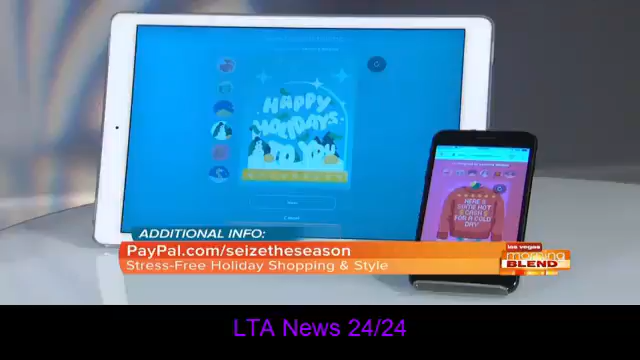 HAPPY
HOLIDAYS
YOU
HERE'S
SOME HOT
CASH
FOR A COLD
DAY
ADDITIONAL INFO:
PayPal.com/seizetheseason
Stress-Free Holiday Shopping & Style
las vegas
morning
BLEND
LTA News 24/24